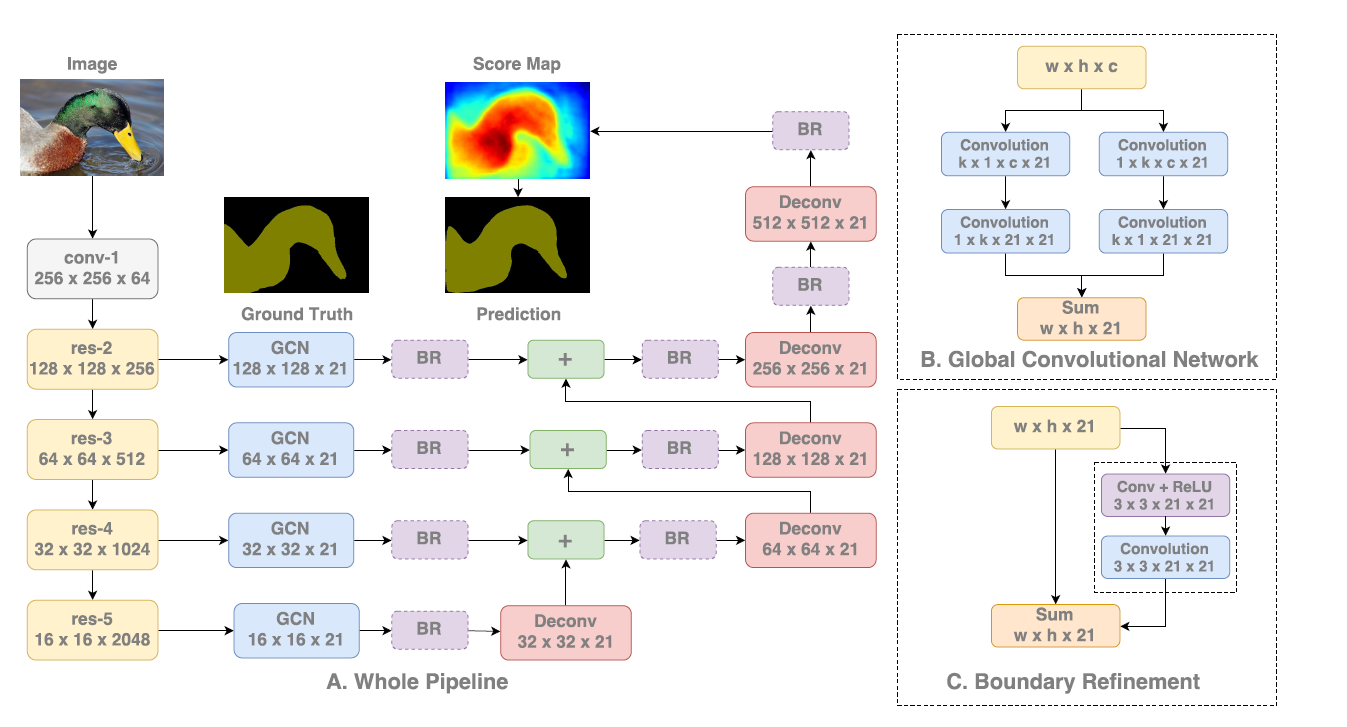 Image
Score Map
conv-1
256 x 256 x 64
Ground Truth
Prediction
BR
Deconv
512 x 512 x 21
BR
res-2
128 x 128 x 256
GCN
128 x 128 x 21
BR
+
BR
Deconv
256 x 256 x 21
res-3
64 x 64 x 512
GCN
64 x 64 x 21
BR
+
BR
Deconv
128 x 128 x 21
res-4
32 x 32 x 1024
GCN
32 x 32 x 21
BR
+
BR
Deconv
64 x 64 x 21
res-5
16 x 16 x 2048
GCN
16 x 16 x 21
BR
Deconv
32 x 32 x 21
A. Whole Pipeline
w x h x c
Convolution
k x 1 x c x 21
Convolution
1 x k x c x 21
Convolution
1 x k x 21 x 21
Convolution
k x 1 x 21 x 21
Sum
w x h x 21
B. Global Convolutional Network
w x h x 21
Conv + ReLU
3 x 3 x 21 x 21
Convolution
3 x 3 x 21 x 21
Sum
w x h x 21
C. Boundary Refinement